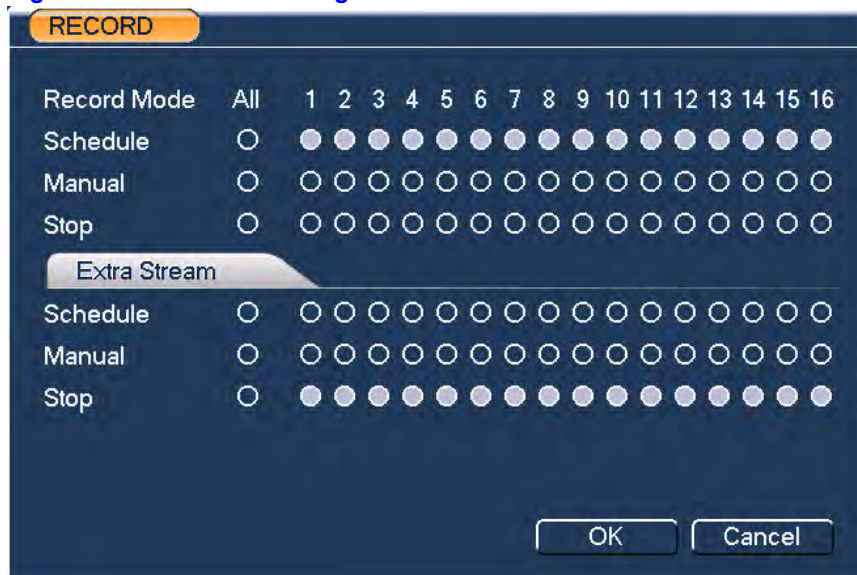 RECORD
Record Mode All 1 2 3 4 5 6 7 8 9 10 11 12 13 14 15 16
Schedule
Manual
Stop
Extra Stream
Schedule
Manual
Stop
OK Cancel